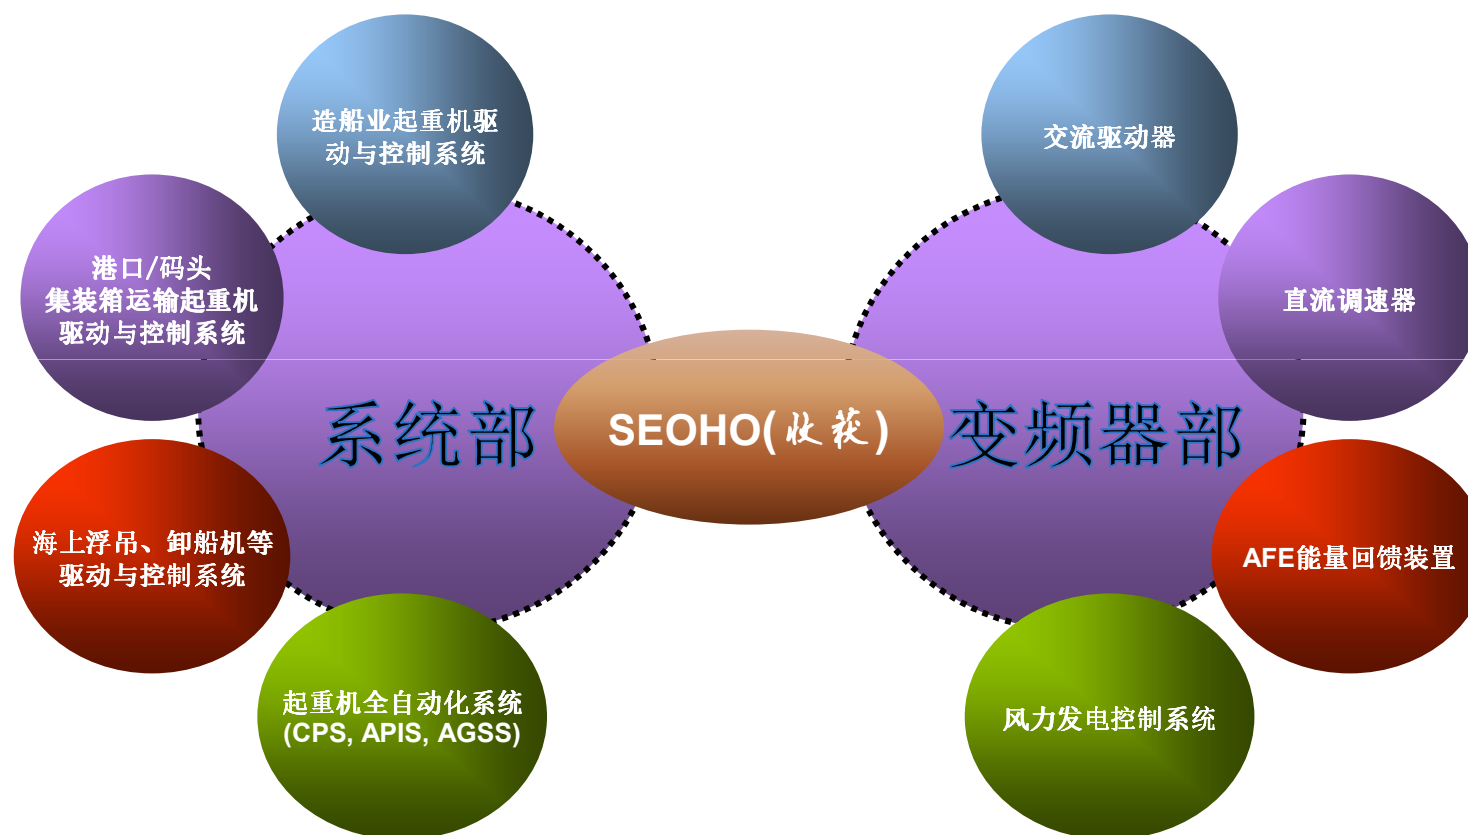 造船业起重机驱
动与控制系统
港口/码头
集装箱运输起重机
驱动与控制系统
系统部
海上浮吊、卸船机等
驱动与控制系统
起重机全自动化系统
(CPS, APIS, AGSS)
SEOHO(收获)
交流驱动器
直流调速器
变频器部
AFE能量回馈装置
风力发电控制系统